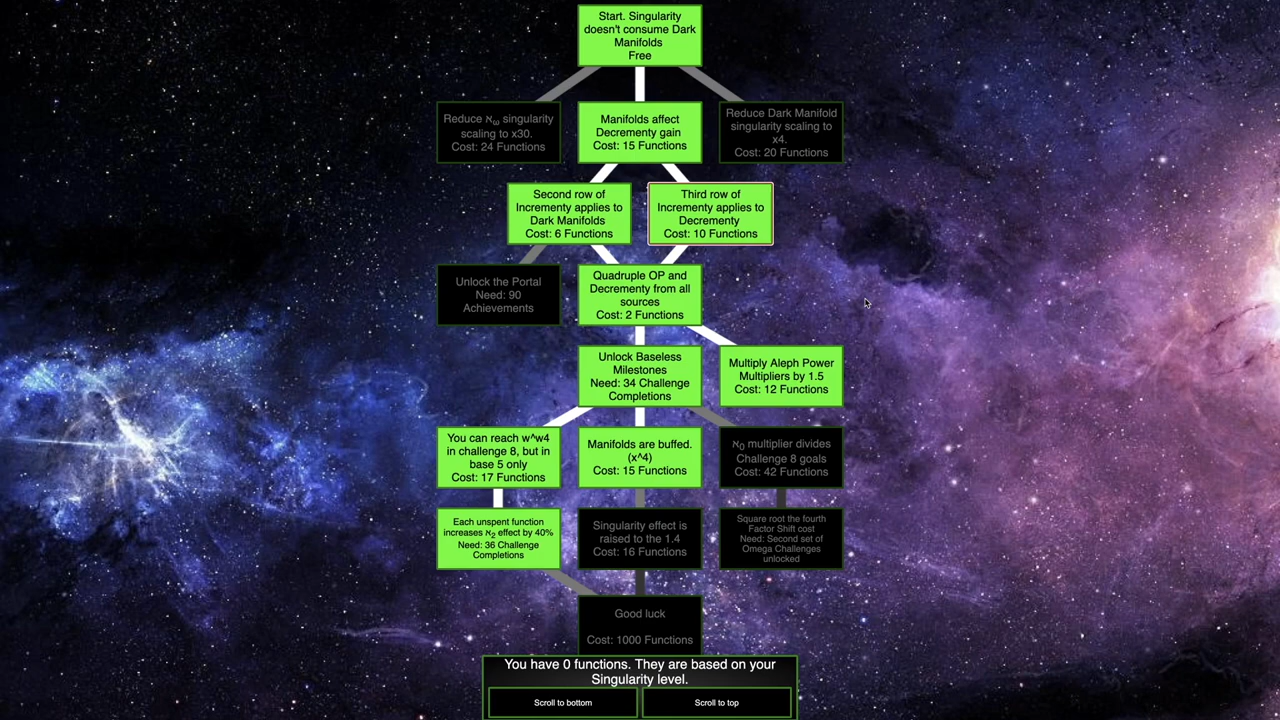 Start. Singularity
doesn't consume Dark
Manifolds
Free
Reduce ℵω singularity
scaling to x30.
Cost: 24 Functions
Manifolds affect
Decrementy gain
Cost: 15 Functions
Reduce Dark Manifold
singularity scaling to
x4.
Cost: 20 Functions
Second row of
Incrementy applies to
Dark Manifolds
Cost: 6 Functions
Third row of
Incrementy applies to
Decrementy
Cost: 10 Functions
Unlock the Portal
Need: 90
Achievements
Quadruple OP and
Decrementy from all
sources
Cost: 2 Functions
Unlock Baseless
Milestones
Need: 34 Challenge
Completions
Multiply Aleph Power
Multipliers by 1.5
Cost: 12 Functions
You can reach w^w4
in challenge 8, but in
base 5 only
Cost: 17 Functions
Manifolds are buffed.
(x^4)
Cost: 15 Functions
ℵ0 multiplier divides
Challenge 8 goals
Cost: 42 Functions
Each unspent function
increases ℵ2 effect by 40%
Need: 36 Challenge
Completions
Singularity effect is
raised to the 1.4
Cost: 16 Functions
Square root the fourth
Factor Shift cost
Need: Second set of
Omega Challenges
unlocked
Good luck
Cost: 1000 Functions
You have 0 functions. They are based on your
Singularity level.
Scroll to bottom
Scroll to top